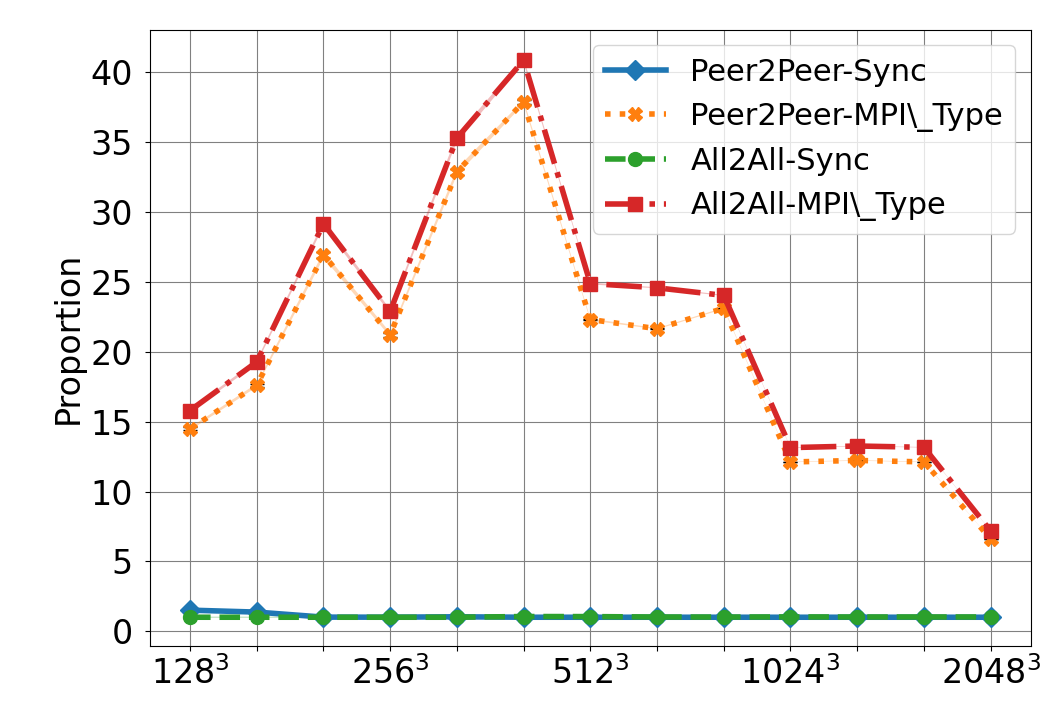 Peer2Peer-Sync
Peer2Peer-MPI\_Type
All2All-Sync
All2All-MPI\_Type
Proportion
40
35
30
25
20
15
10
5
0
128³ 256³ 512³ 1024³ 2048³